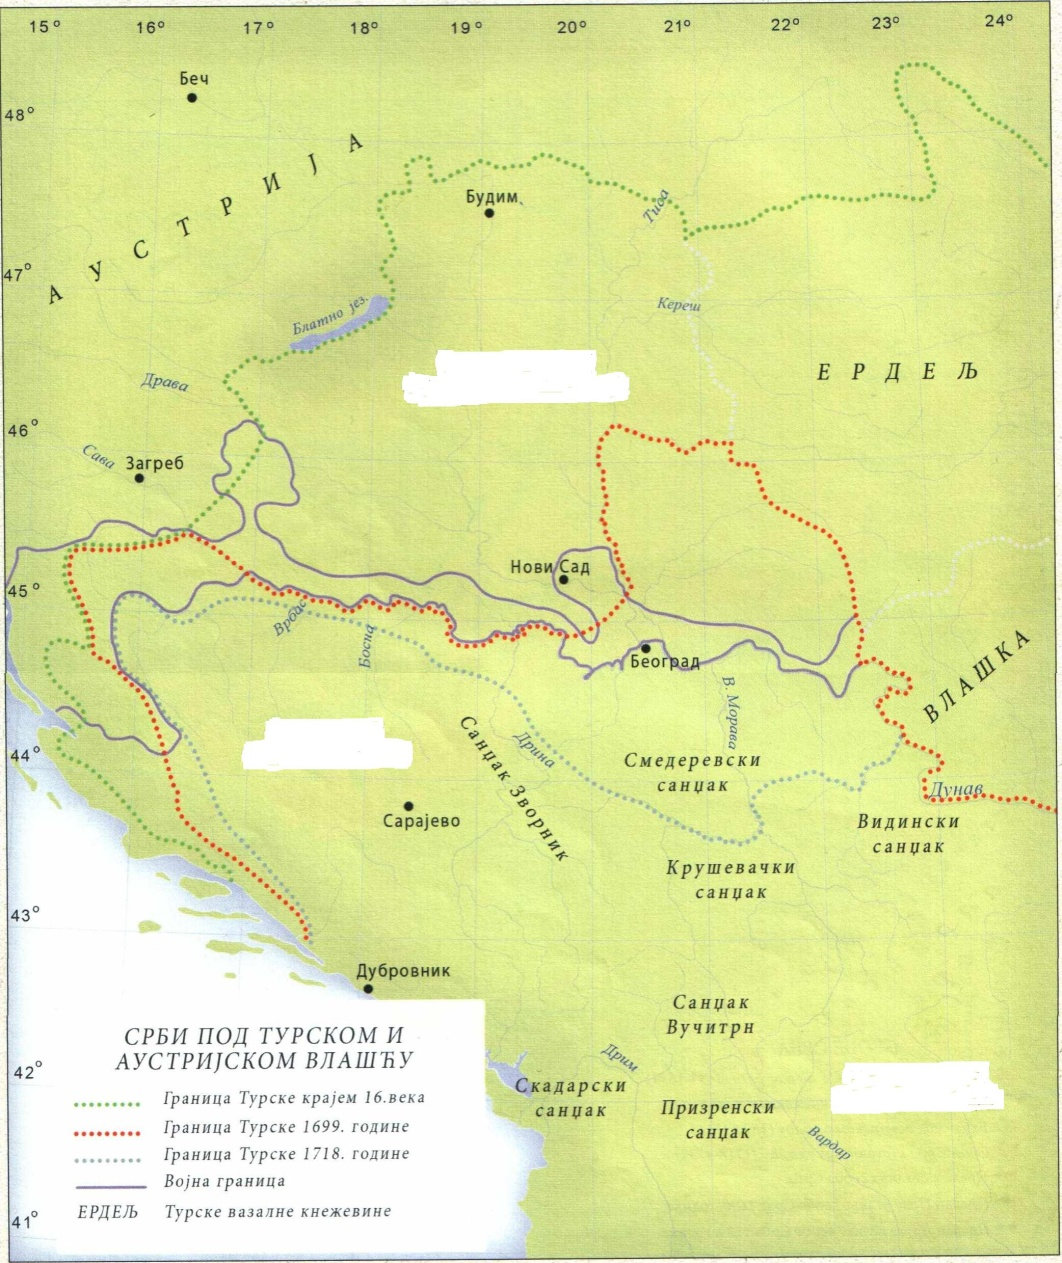 15° 16° 17° 18° 19° 20° 21° 22° 23° 24°
Беч
48°
АУСТРИЈА
Будим
Тиса
47°
Кереш
Блатно јез.
ЕРДЕЉ
Драва
46°
Сава
Загреб
Нови Сад
45°
Врбас
Босна
Београд
ВЛАШКА
В. Морава
44°
Санџак Зворник
Дрина
Смедеревски
санџак
Дунав
Сарајево
Видински
санџак
Крушевачки
санџак
43°
Дубровник
Санџак
Вучитрн
42°
Дрим
Скадарски
санџак
Призренски
санџак
Вардар
41°
СРБИ ПОД ТУРСКОМ И
АУСТРИЈСКОМ ВЛАШЋУ
Граница Турске крајем 16.века
Граница Турске 1699. године
Граница Турске 1718. године
Војна граница
ЕРДЕЉ Турске вазалне кнежевине